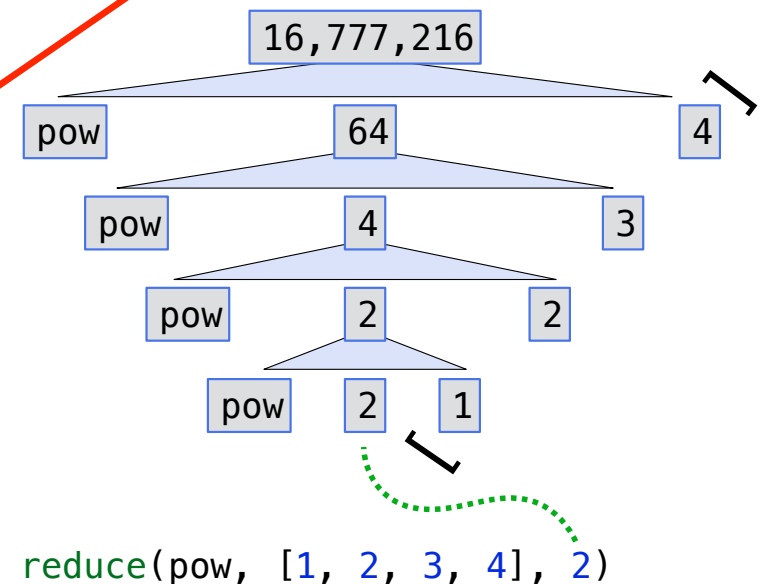 16,777,216
pow 64 4
pow 4 3
pow 2 2
pow 2 1
[ ]
reduce(pow, [1, 2, 3, 4], 2)